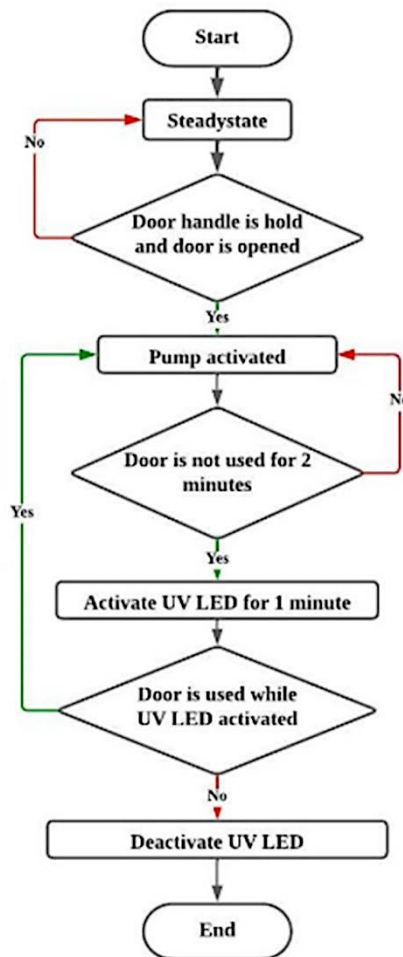 Start
Steadystate
No
Door handle is hold
and door is opened
Yes
Pump activated
No
Door is not used for 2
minutes
Yes
Yes
Activate UV LED for 1 minute
Door is used while
UV LED activated
No
Deactivate UV LED
End